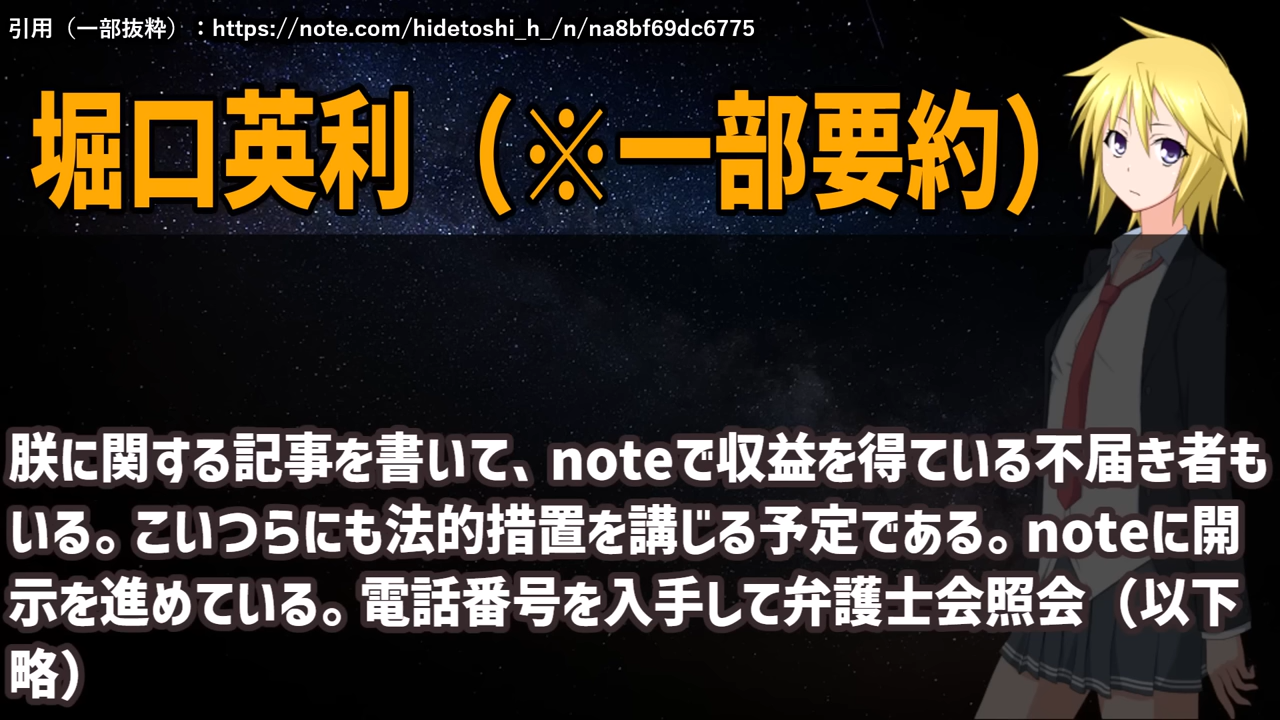 引用（一部抜粋）：https://note.com/hidetoshi_h_/n/na8bf69dc6775
堀口英利（※一部要約）
朕に関する記事を書いて、noteで収益を得ている不届き者も
いる。こいつらにも法的措置を講じる予定である。noteに開
示を進めている。電話番号を入手して弁護士会照会（以下
略）